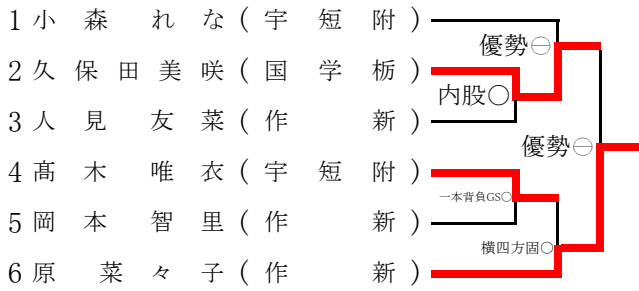 1 小森れな(宇短附)
優勢㊀
2 久保田美咲(国学栃)
内股〇
3 人見友菜(作新)
優勢㊀
4 髙木唯衣(宇短附)
一本背負GS〇
5 岡本智里(作新)
横四方固〇
6 原菜々子(作新)